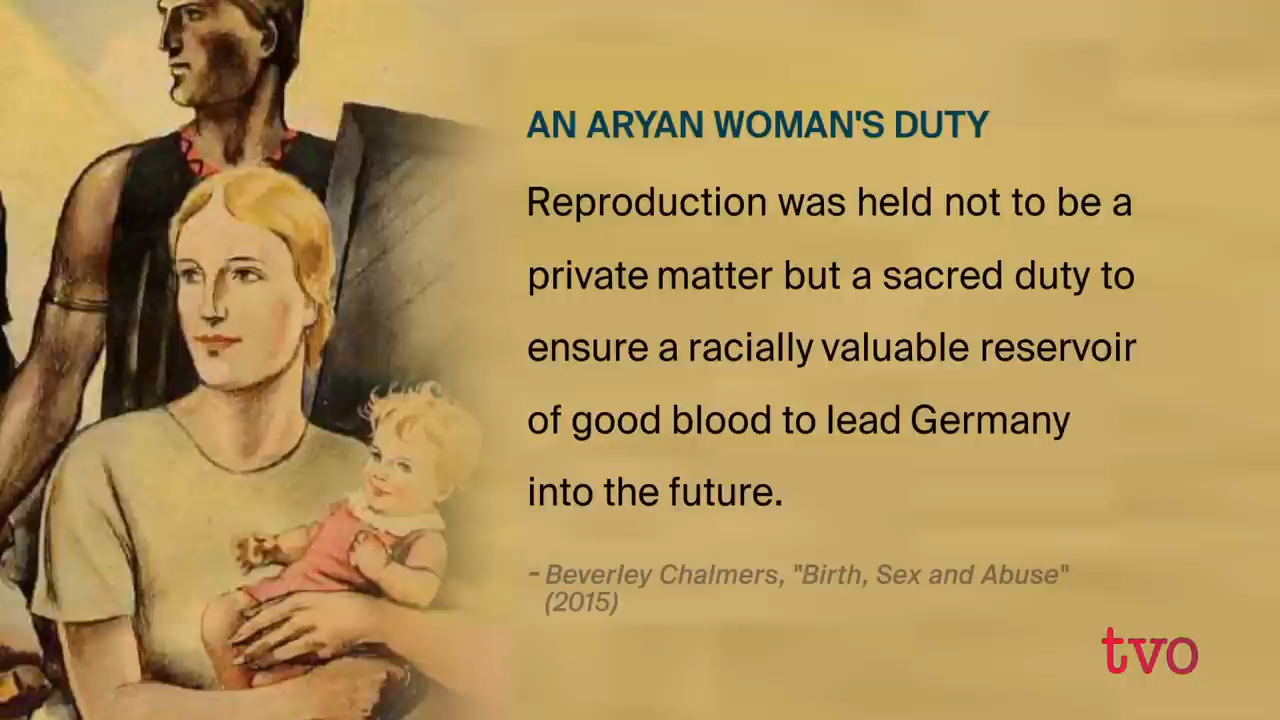 AN ARYAN WOMAN'S DUTY
Reproduction was held not to be a
private matter but a sacred duty to
ensure a racially valuable reservoir
of good blood to lead Germany
into the future.
- Beverley Chalmers, "Birth, Sex and Abuse"
(2015)
tvo